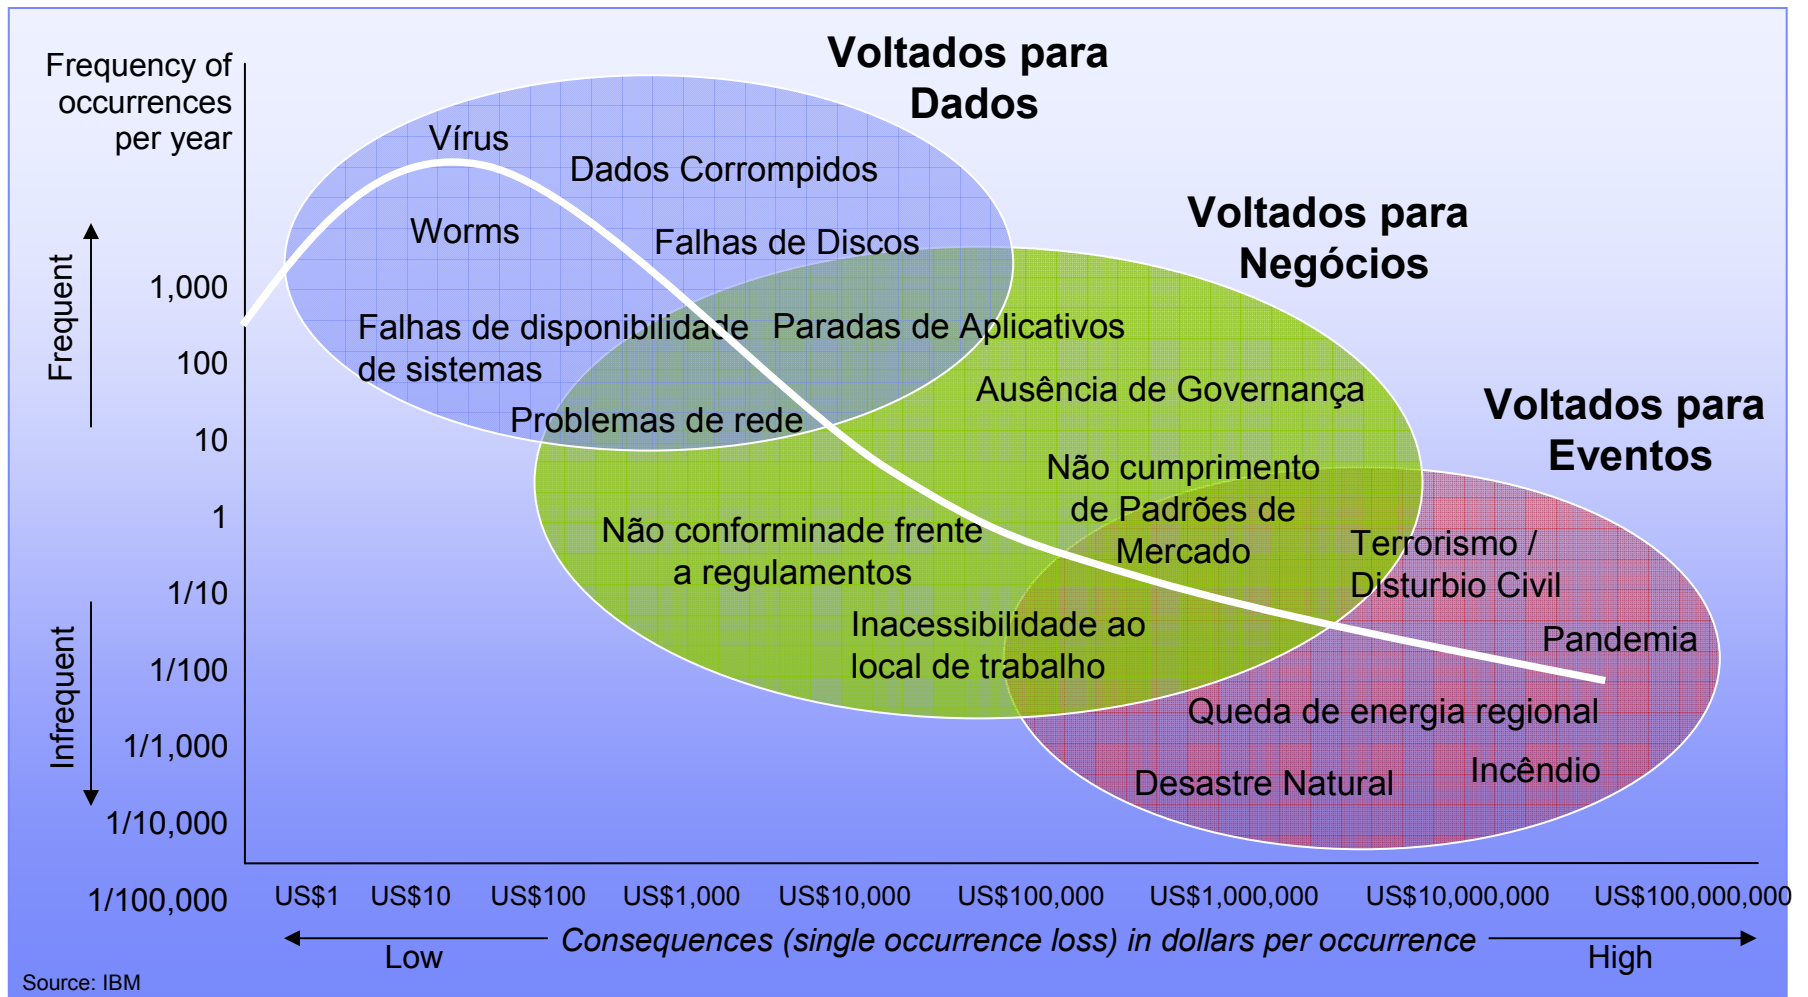 Voltados para
Dados
Frequency of
occurrences
per year
Vírus
Dados Corrompidos
Worms
Falhas de Discos
Voltados para
Negócios
Frequent
1,000
100
10
1
1/10
1/100
1/1,000
1/10,000
1/100,000
Infrequent
Falhas de disponibilidade
de sistemas
Paradas de Aplicativos
Problemas de rede
Ausência de Governança
Voltados para
Eventos
Não cumprimento
de Padrões de
Mercado
Não conforminade frente
a regulamentos
Terrorismo /
Disturbio Civil
Inacessibilidade ao
local de trabalho
Pandemia
Queda de energia regional
Desastre Natural
Incêndio
US$1 US$10 US$100 US$1,000 US$10,000 US$100,000 US$1,000,000 US$10,000,000 US$100,000,000
Low
Consequences (single occurrence loss) in dollars per occurrence
High
Source: IBM